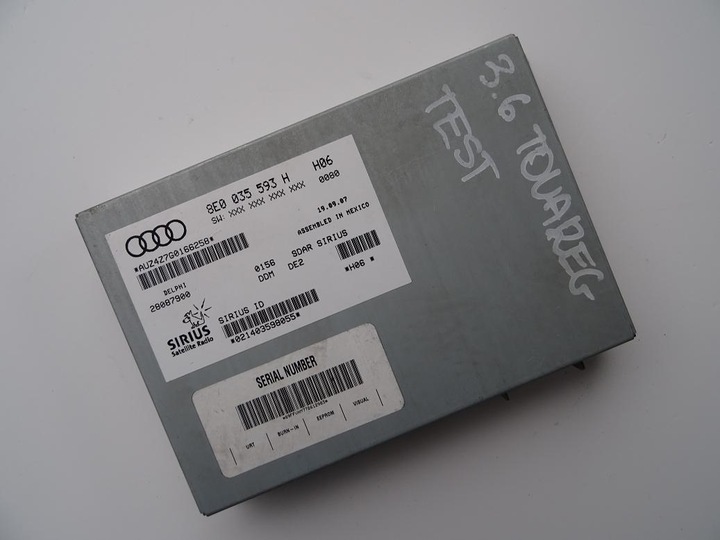 8E0 035 593 H H06
SW: XXX XXX XXX XXX 0080
*AUZ4Z7G0166258*
19.09.07
ASSEMBLED IN MEXICO
DELPHI
28087900
0156 SDAR SIRIUS
DDM DE2
*H06 *
SIRIUS
Satellite Radio
SIRIUS ID
*021403598055*
SERIAL NUMBER
URT BURN-IN EEPROM VISUAL
3.6 TOUAREG
TEST